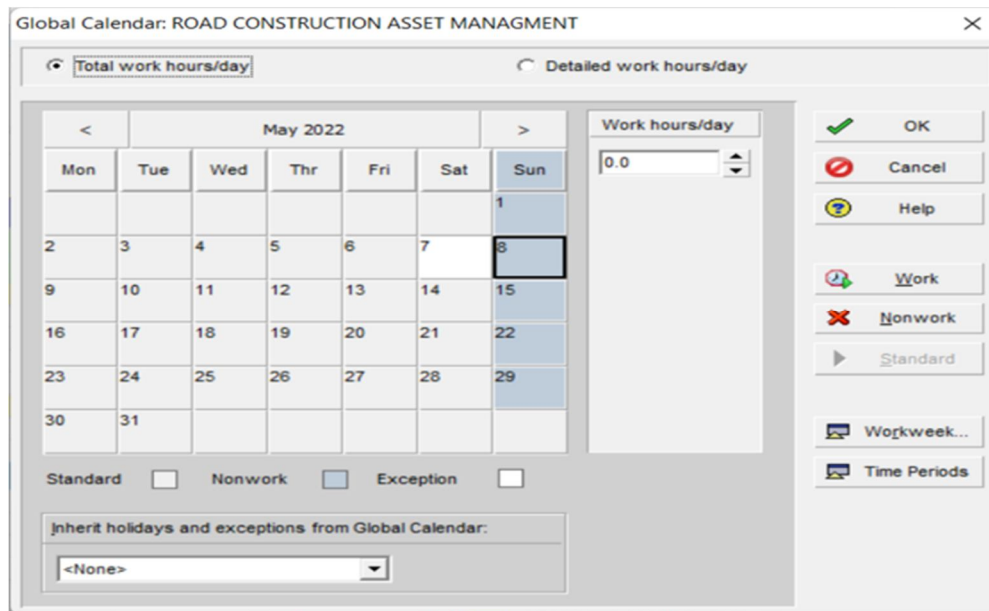 Global Calendar: ROAD CONSTRUCTION ASSET MANAGMENT
Total work hours/day Detailed work hours/day
< May 2022 >
Mon Tue Wed Thr Fri Sat Sun
1
2 3 4 5 6 7 8
9 10 11 12 13 14 15
16 17 18 19 20 21 22
23 24 25 26 27 28 29
30 31
Standard Nonwork Exception
Inherit holidays and exceptions from Global Calendar:
<None>
Work hours/day
0.0
OK
Cancel
Help
Work
Nonwork
Standard
Workweek...
Time Periods